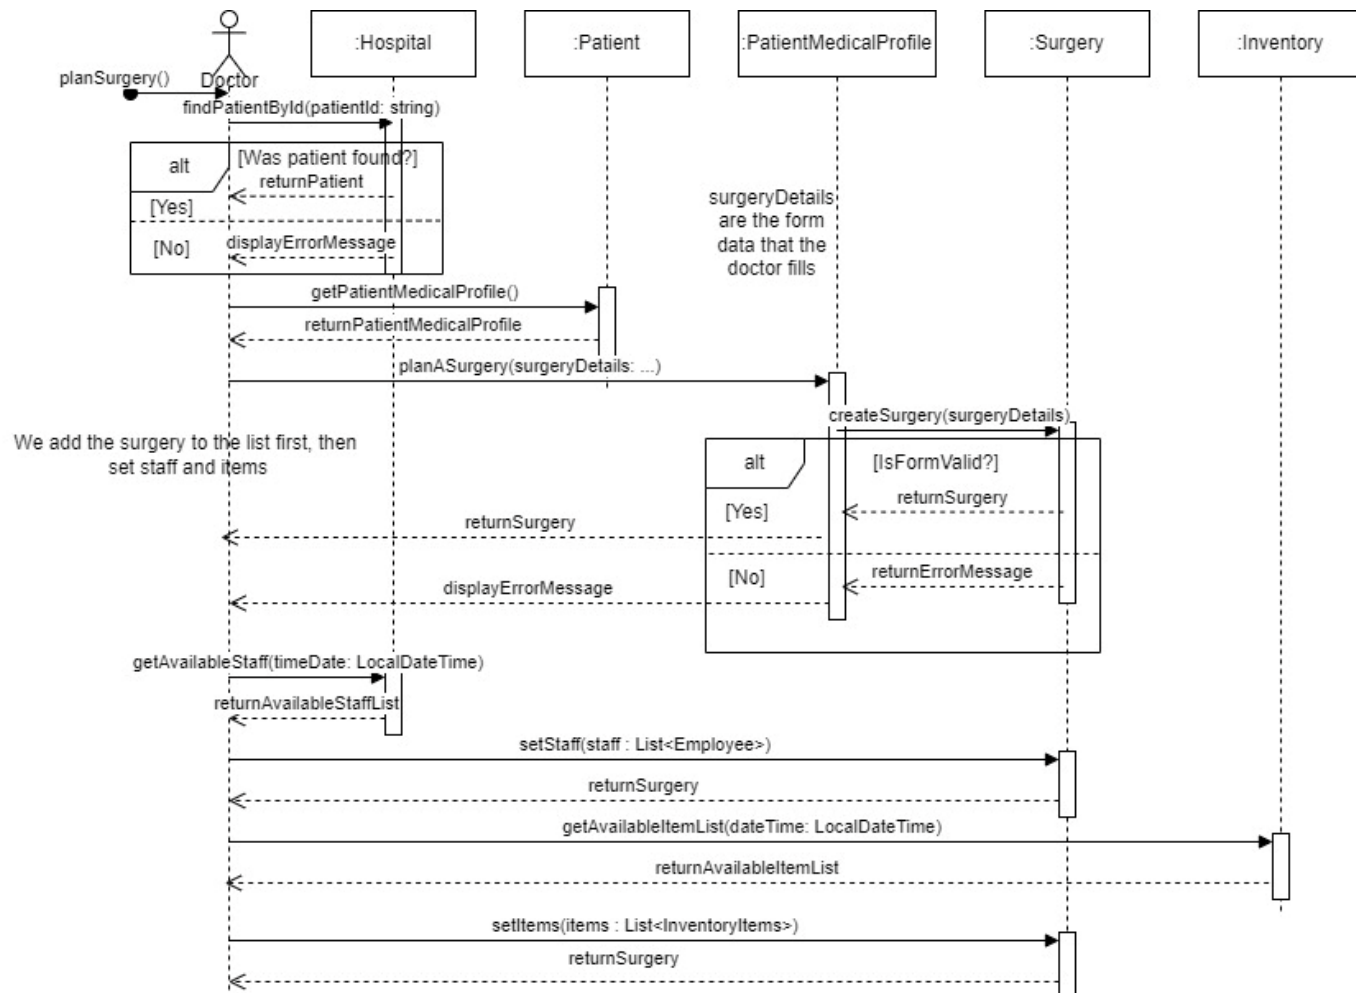 :Hospital
:Patient
:PatientMedicalProfile
:Surgery
:Inventory
planSurgery()
Doctor
findPatientById(patientId: string)
alt
[Was patient found?]
returnPatient
[Yes]
[No]
displayErrorMessage
surgeryDetails
are the form
data that the
doctor fills
getPatientMedicalProfile()
returnPatientMedicalProfile
planASurgery(surgeryDetails: ...)
createSurgery(surgeryDetails)
We add the surgery to the list first, then
set staff and items
alt
[IsFormValid?]
returnSurgery
[Yes]
returnSurgery
[No]
returnErrorMessage
displayErrorMessage
getAvailableStaff(timeDate: LocalDateTime)
returnAvailableStaffList
setStaff(staff : List<Employee>)
returnSurgery
getAvailableItemList(dateTime: LocalDateTime)
returnAvailableItemList
setItems(items : List<InventoryItems>)
returnSurgery